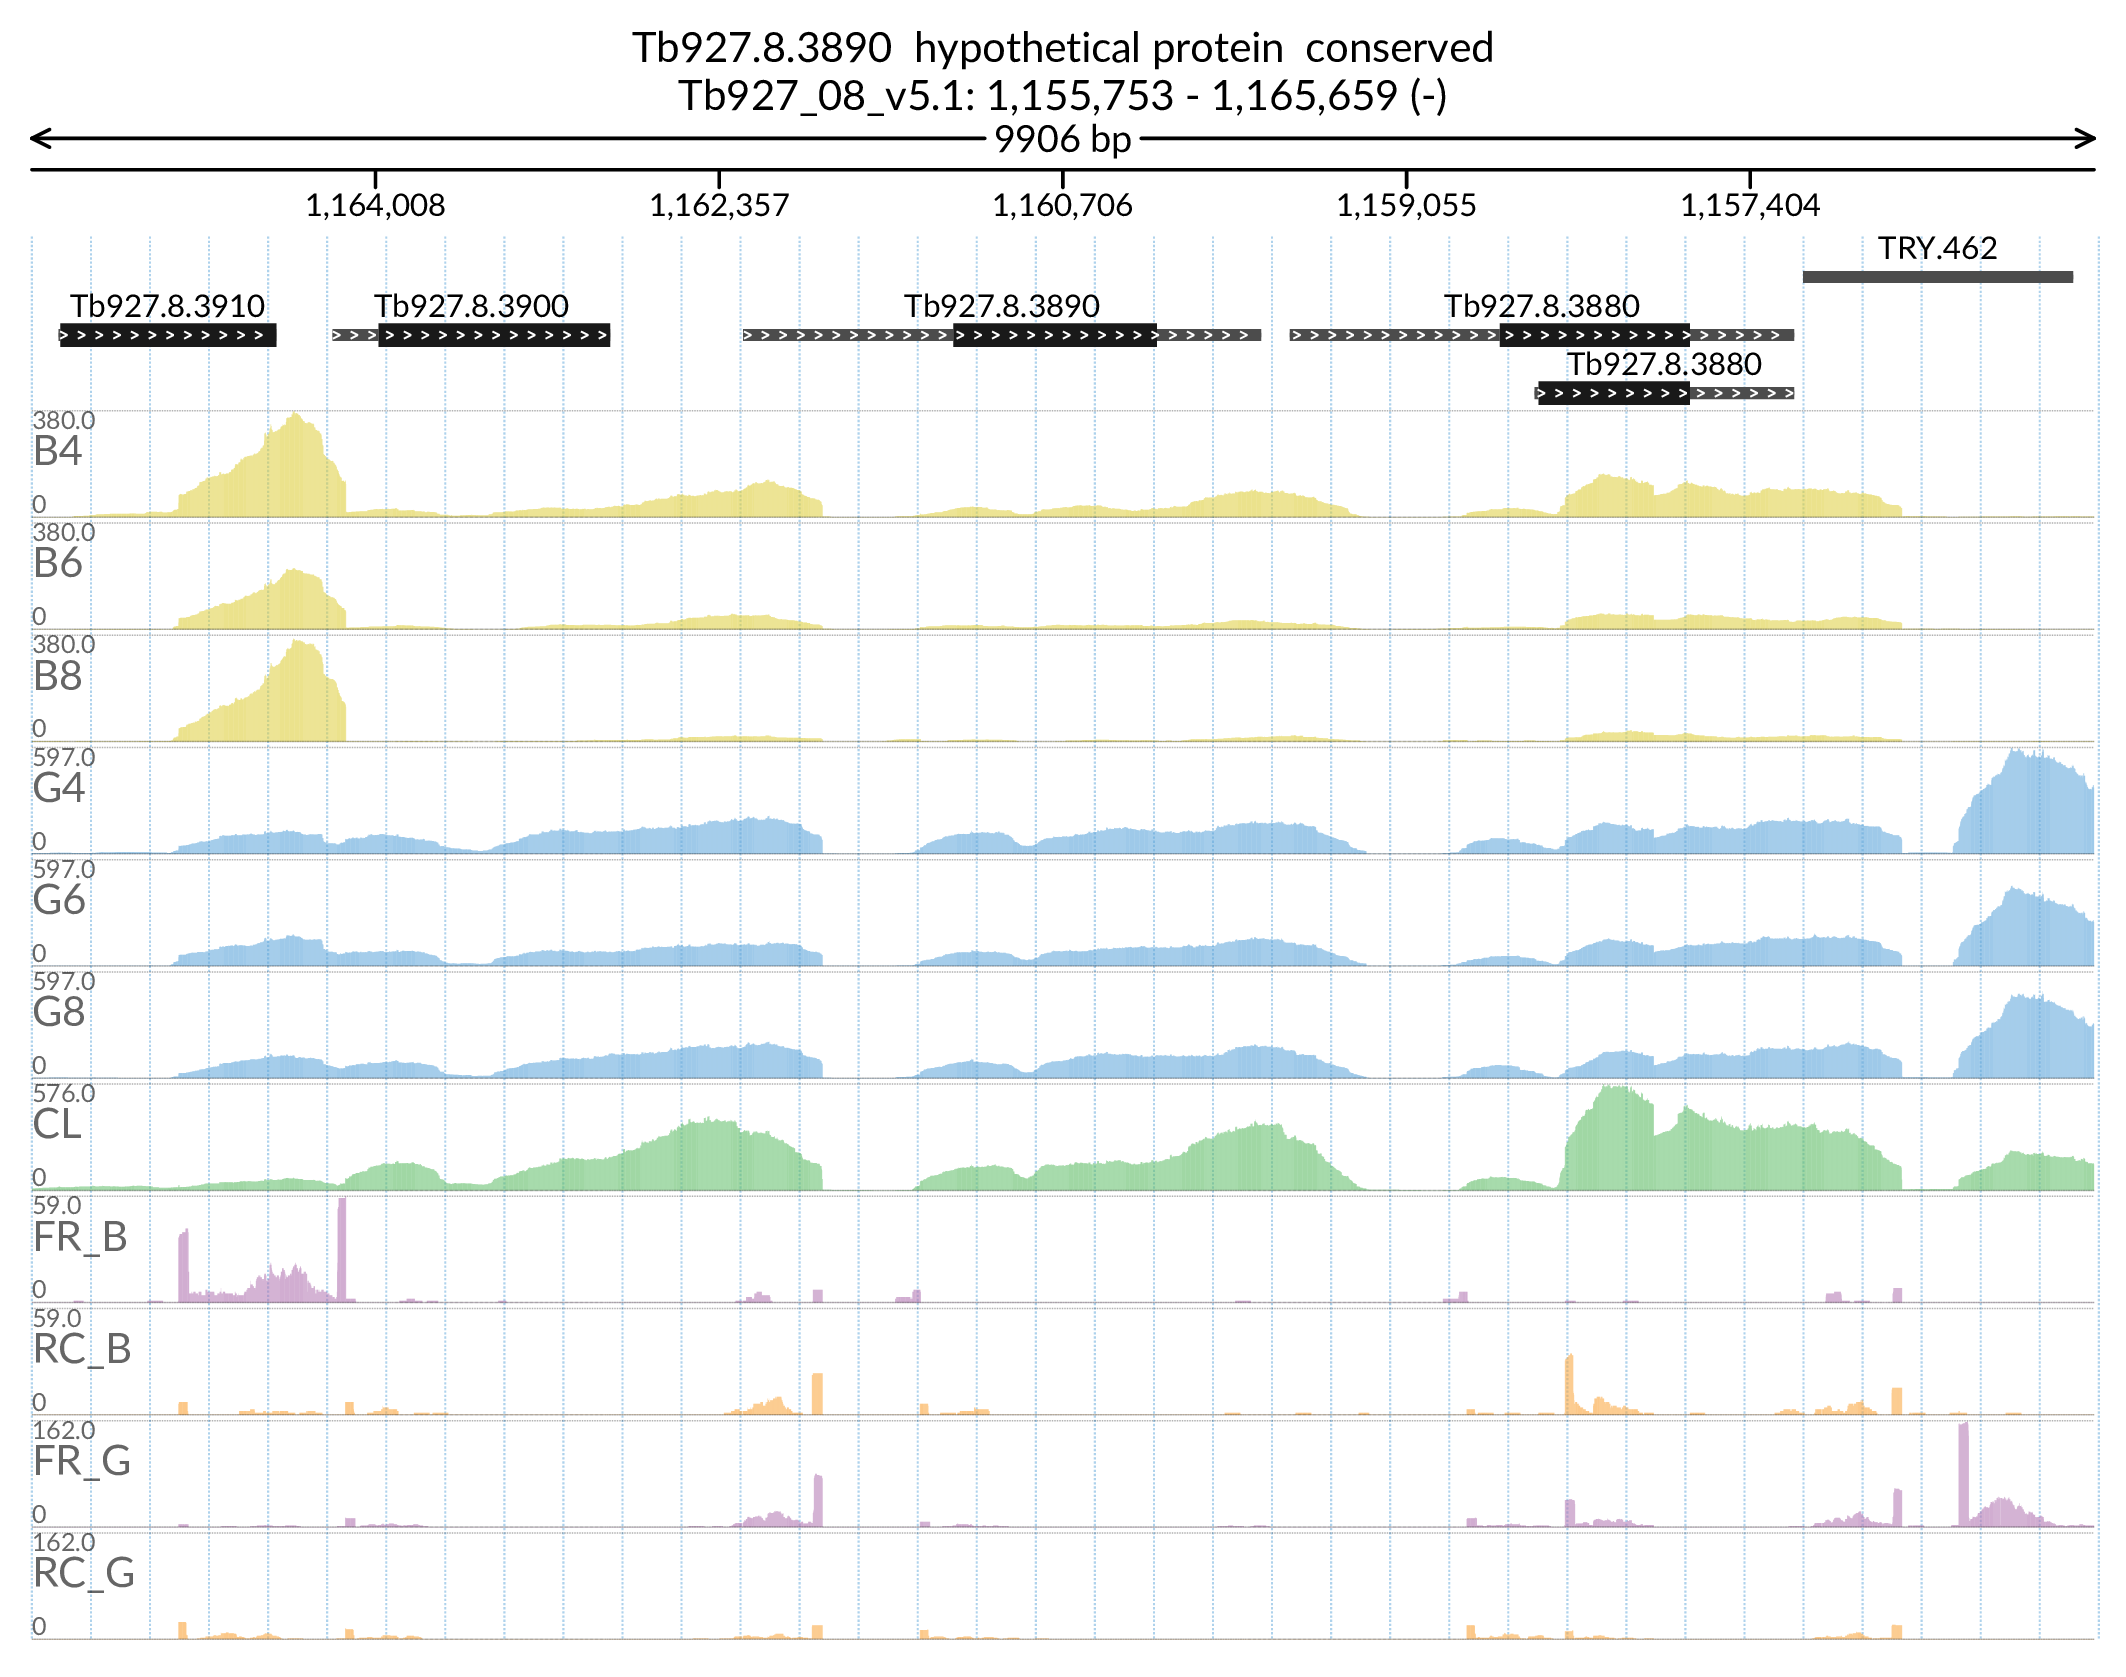 Tb927.8.3890 hypothetical protein conserved
Tb927_08_v5.1: 1,155,753 - 1,165,659 (-)
9906 bp
1,164,008 1,162,357 1,160,706 1,159,055 1,157,404
TRY.462
Tb927.8.3910 Tb927.8.3900 Tb927.8.3890 Tb927.8.3880
Tb927.8.3880
380.0
B4
0
380.0
B6
0
380.0
B8
0
597.0
G4
0
597.0
G6
0
597.0
G8
0
576.0
CL
0
59.0
FR_B
0
59.0
RC_B
0
162.0
FR_G
0
162.0
RC_G
0